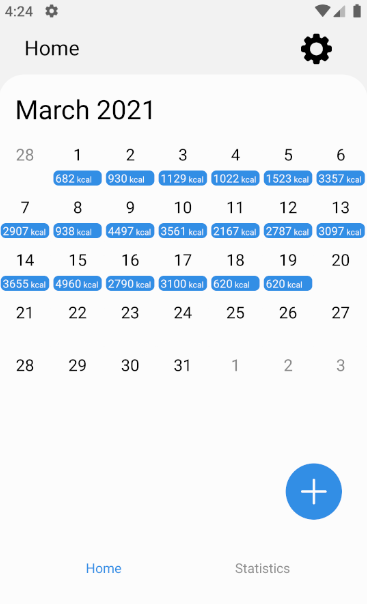 4:24
Home
March 2021
28 1 2 3 4 5 6
682 kcal 930 kcal 1129 kcal 1022 kcal 1523 kcal 3357 kcal
7 8 9 10 11 12 13
2907 kcal 938 kcal 4497 kcal 3561 kcal 2167 kcal 2787 kcal 3097 kcal
14 15 16 17 18 19 20
3655 kcal 4960 kcal 2790 kcal 3100 kcal 620 kcal 620 kcal
21 22 23 24 25 26 27
28 29 30 31 1 2 3
Home Statistics